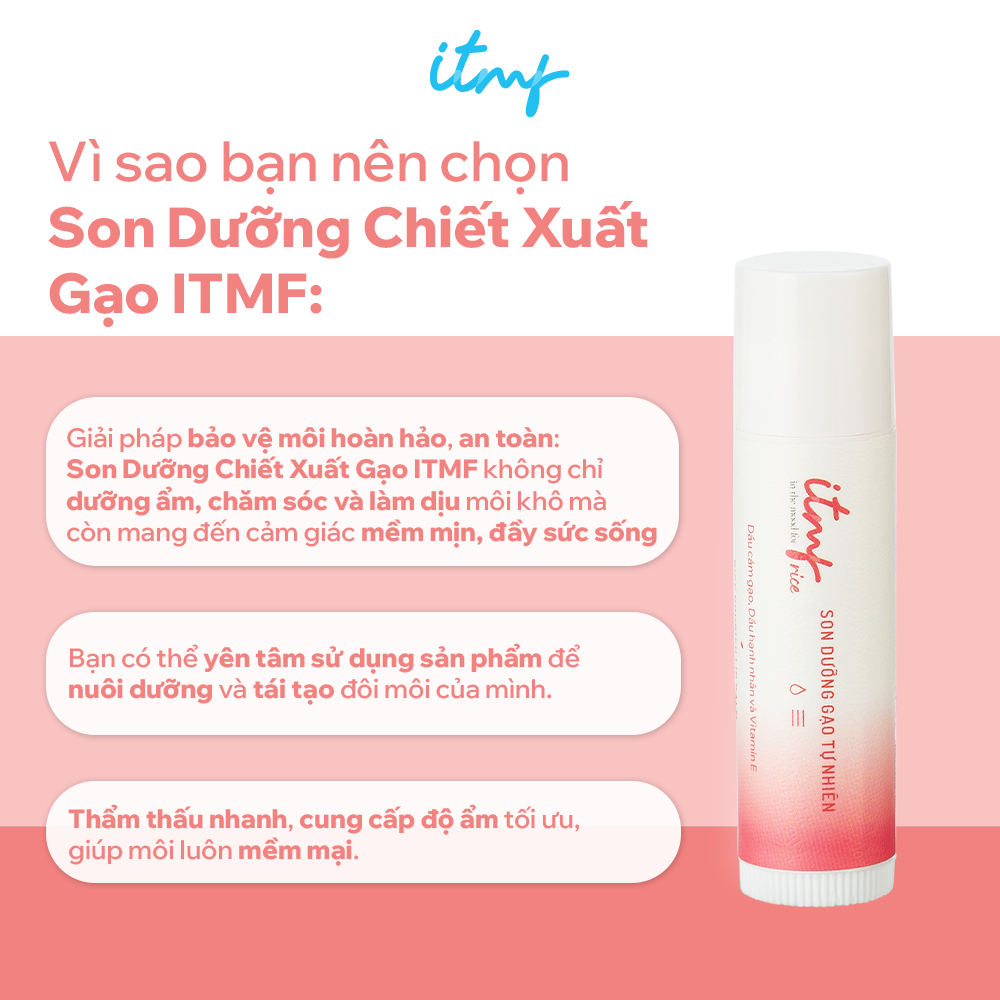 itmf
Vì sao bạn nên chọn
Son Dưỡng Chiết Xuất
Gạo ITMF:
Giải pháp bảo vệ môi hoàn hảo, an toàn:
Son Dưỡng Chiết Xuất Gạo ITMF không chỉ
dưỡng ẩm, chăm sóc và làm dịu môi khô mà
còn mang đến cảm giác mềm mịn, đầy sức sống
Bạn có thể yên tâm sử dụng sản phẩm để
nuôi dưỡng và tái tạo đôi môi của mình.
Thẩm thấu nhanh, cung cấp độ ẩm tối ưu,
giúp môi luôn mềm mại.
itmf
in the mood for rice
SON DƯỠNG GẠO TỰ NHIÊN
Dầu cám gạo, Dầu hạnh nhân và Vitamin E